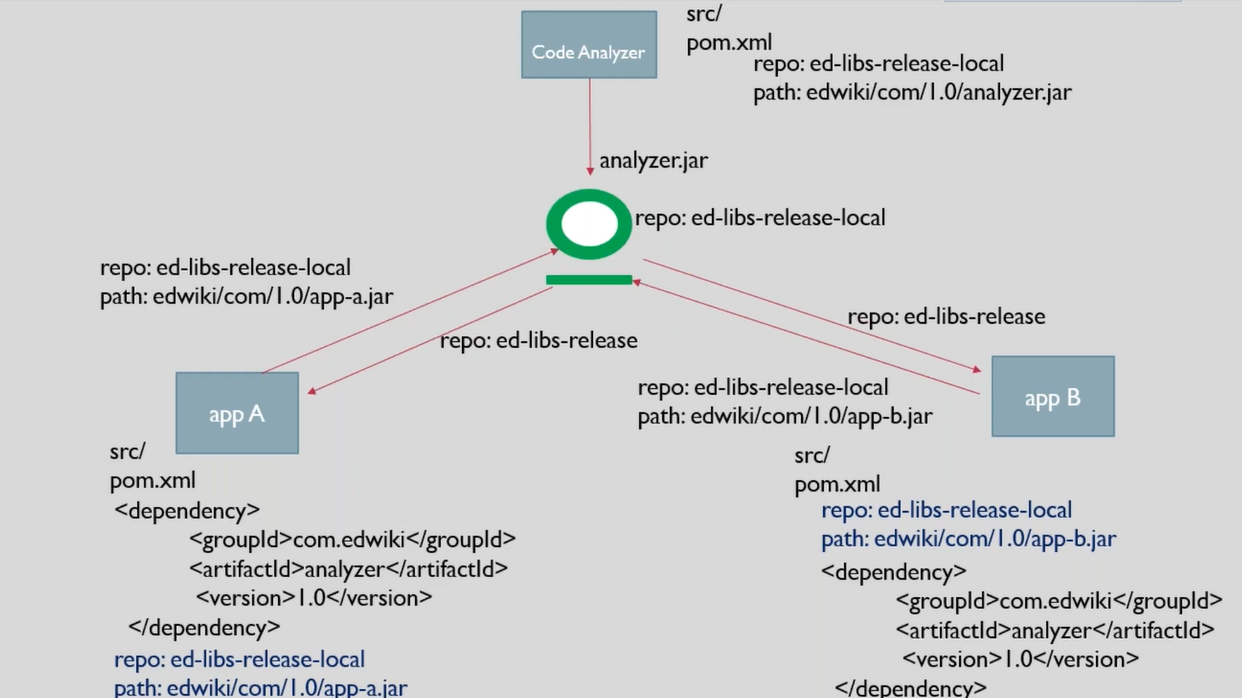 Code Analyzer
src/
pom.xml
repo: ed-libs-release-local
path: edwiki/com/1.0/analyzer.jar
analyzer.jar
repo: ed-libs-release-local
repo: ed-libs-release-local
path: edwiki/com/1.0/app-a.jar
repo: ed-libs-release
repo: ed-libs-release
repo: ed-libs-release-local
path: edwiki/com/1.0/app-b.jar
app A
src/
pom.xml
<dependency>
<groupId>com.edwiki</groupId>
<artifactId>analyzer</artifactId>
<version>1.0</version>
</dependency>
repo: ed-libs-release-local
path: edwiki/com/1.0/app-a.jar
app B
src/
pom.xml
repo: ed-libs-release-local
path: edwiki/com/1.0/app-b.jar
<dependency>
<groupId>com.edwiki</groupId>
<artifactId>analyzer</artifactId>
<version>1.0</version>
</dependency>